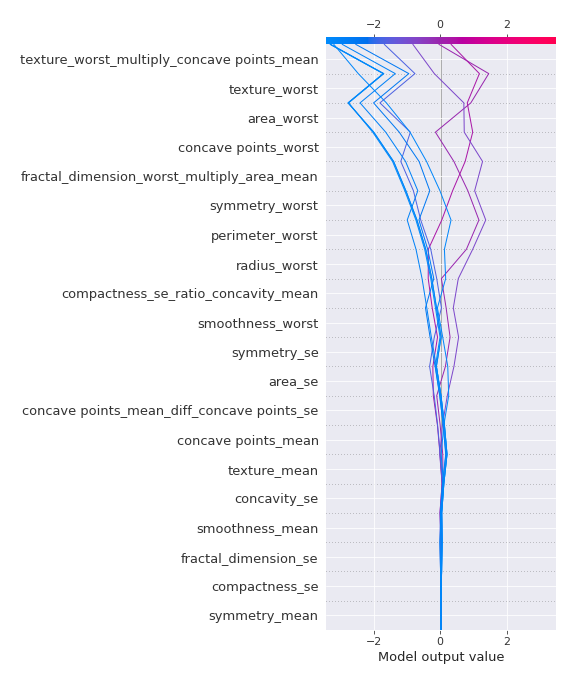 −2 0 2
texture_worst_multiply_concave points_mean
texture_worst
area_worst
concave points_worst
fractal_dimension_worst_multiply_area_mean
symmetry_worst
perimeter_worst
radius_worst
compactness_se_ratio_concavity_mean
smoothness_worst
symmetry_se
area_se
concave points_mean_diff_concave points_se
concave points_mean
texture_mean
concavity_se
smoothness_mean
fractal_dimension_se
compactness_se
symmetry_mean
−2 0 2
Model output value